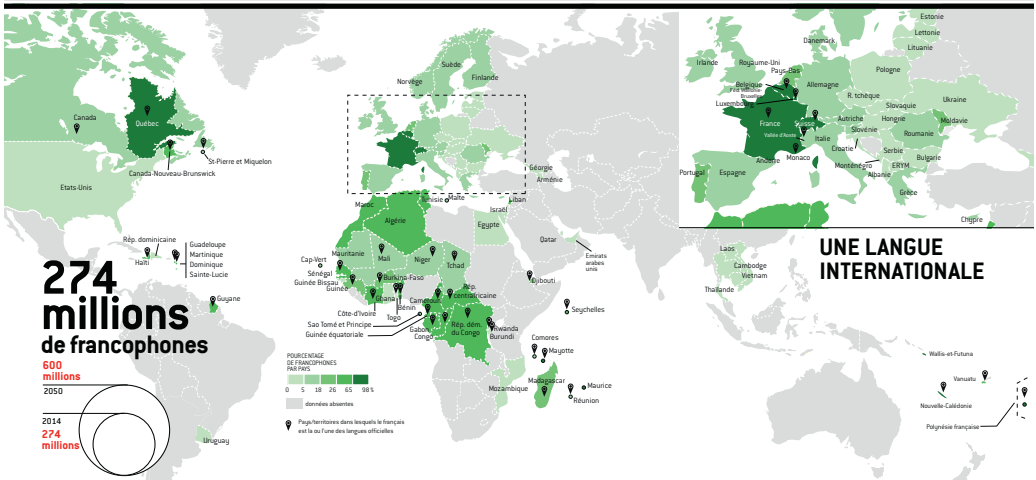 Canada
Québec
St-Pierre et Miquelon
Canada-Nouveau-Brunswick
Etats-Unis
Rép. dominicaine
Haïti
Guadeloupe
Martinique
Dominique
Sainte-Lucie
Guyane
Uruguay
274
millions
de francophones
600
millions
2050
2014
274
millions
Norvège
Suède
Finlande
Géorgie
Arménie
Maroc
Tunisie
Malte
Liban
Israël
Algérie
Egypte
Qatar
Emirats
arabes
unis
Mauritanie
Mali
Niger
Tchad
Cap-Vert
Sénégal
Guinée Bissau
Guinée
Burkina-Faso
Ghana
Bénin
Togo
Côte-d'Ivoire
Cameroun
Rép.
centrafricaine
Djibouti
Sao Tomé et Principe
Guinée équatoriale
Gabon
Congo
Rép. dém.
du Congo
Rwanda
Burundi
Seychelles
Comores
Mayotte
Madagascar
Mozambique
Maurice
Réunion
POURCENTAGE
DE FRANCOPHONES
PAR PAYS
0 5 18 26 65 98 %
données absentes
Pays/territoires dans lesquels le français
est la ou l'une des langues officielles
Estonie
Lettonie
Lituanie
Danemark
Irlande
Royaume-Uni
Pays-Bas
Belgique
Luxembourg
Allemagne
Pologne
R. tchèque
Slovaquie
Ukraine
France
Suisse
Autriche
Hongrie
Moldavie
Vallée d'Aoste
Italie
Slovénie
Roumanie
Croatie
Serbie
Andorre
Monaco
Monténégro
ERYM
Bulgarie
Albanie
Portugal
Espagne
Grèce
Chypre
UNE LANGUE
INTERNATIONALE
Laos
Cambodge
Vietnam
Thaïlande
Wallis-et-Futuna
Vanuatu
Nouvelle-Calédonie
Polynésie française